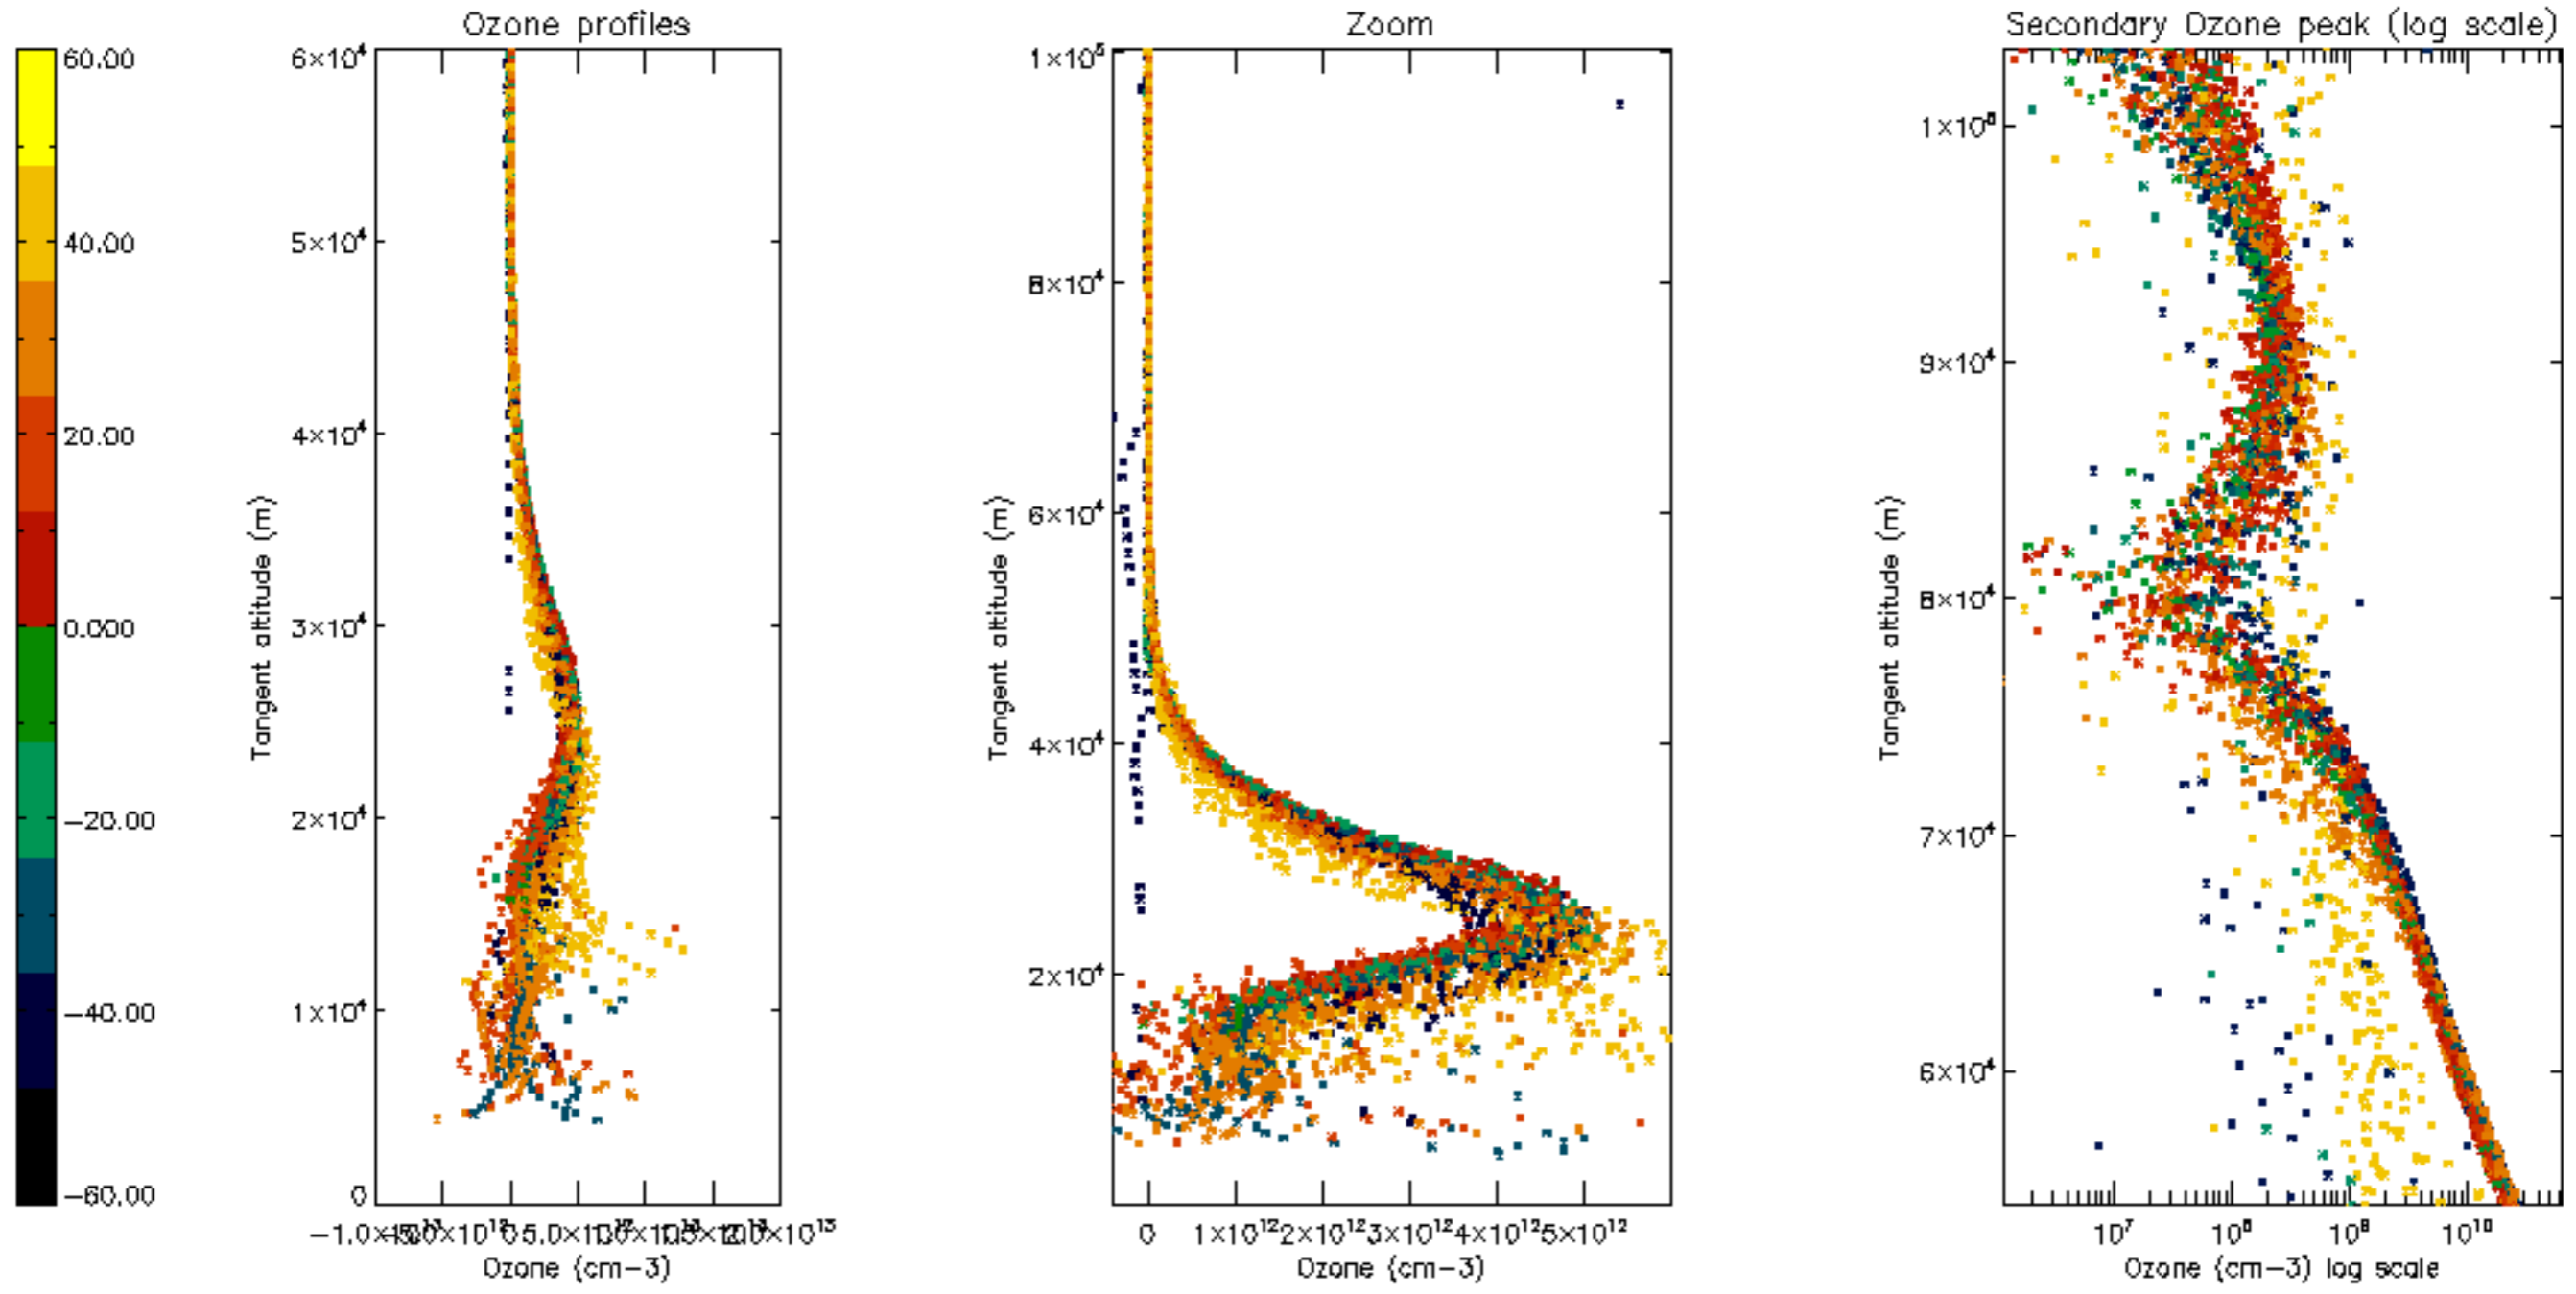 Ozone profiles
Zoom
Secondary Ozone peak (log scale)
60.00
40.00
20.00
−20.00
−40.00
−60.00
Tangent altitude (m)
6×10⁴
5×10⁴
4×10⁴
3×10⁴
2×10⁴
1×10⁴
0
Ozone (cm−3)
Tangent altitude (m)
1×10⁵
8×10⁴
6×10⁴
4×10⁴
2×10⁴
0 1×10¹² 2×10¹² 3×10¹² 4×10¹² 5×10¹²
Ozone (cm−3)
Tangent altitude (m)
1×10⁵
9×10⁴
8×10⁴
7×10⁴
6×10⁴
10⁷ 10⁸ 10⁹ 10¹⁰
Ozone (cm−3) log scale